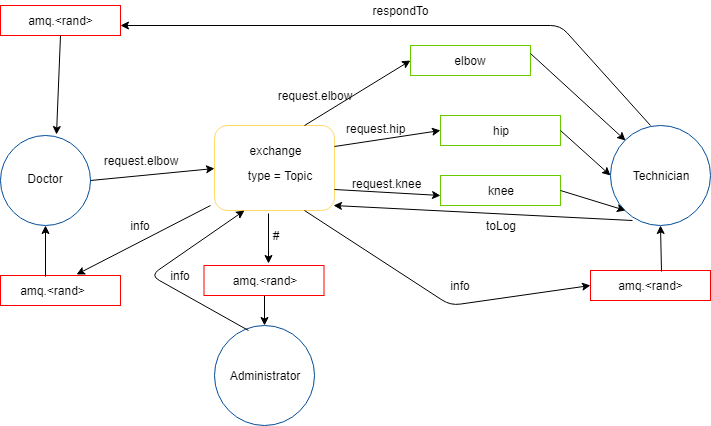 respondTo
amq.<rand>
elbow
request.elbow
request.hip
hip
exchange
type = Topic
request.elbow
Doctor
Technician
request.knee
knee
info
toLog
#
info
amq.<rand>
amq.<rand>
info
amq.<rand>
Administrator